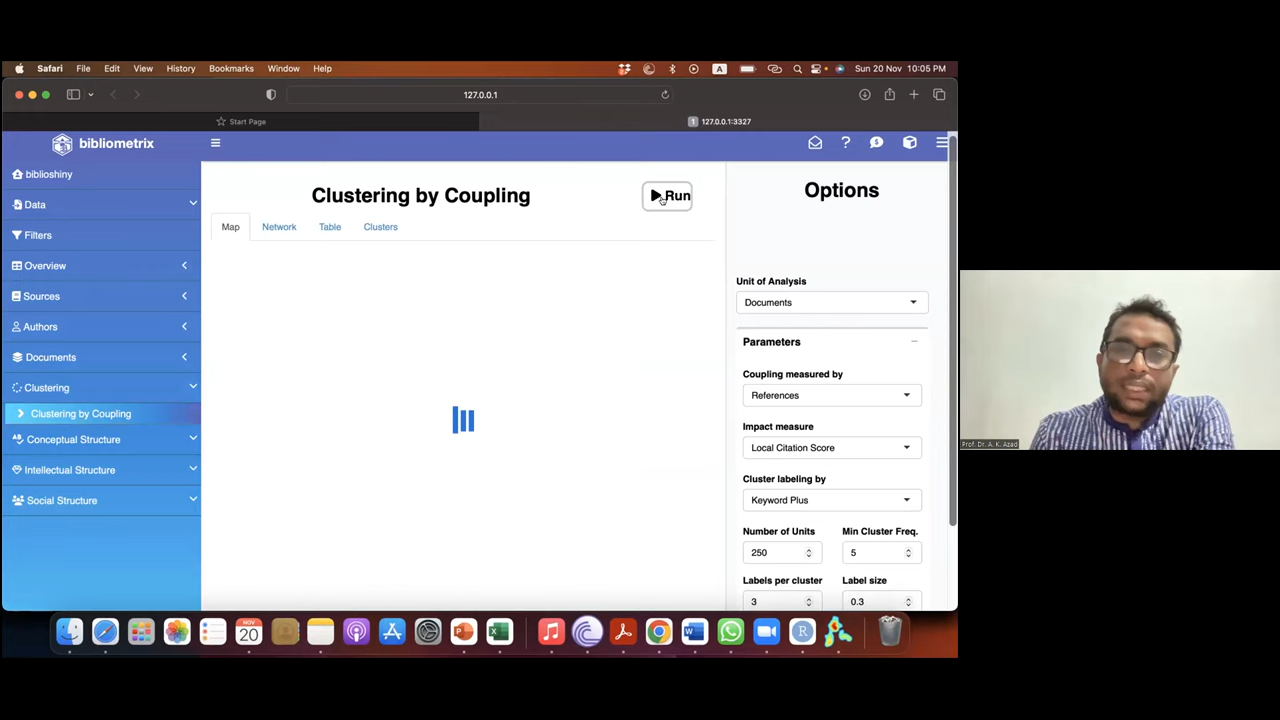 Safari File Edit View History Bookmarks Window Help A Sun 20 Nov 10:05 PM
127.0.0.1
Start Page 1 127.0.0.1:3327
bibliometrix
biblioshiny
Data
Filters
Overview
Sources
Authors
Documents
Clustering
Clustering by Coupling
Conceptual Structure
Intellectual Structure
Social Structure
Clustering by Coupling
Run
Map Network Table Clusters
Options
Unit of Analysis
Documents
Parameters
Coupling measured by
References
Impact measure
Local Citation Score
Cluster labeling by
Keyword Plus
Number of Units Min Cluster Freq.
250 5
Labels per cluster Label size
3 0.3
NOV
20
Prof. Dr. A. K. Azad